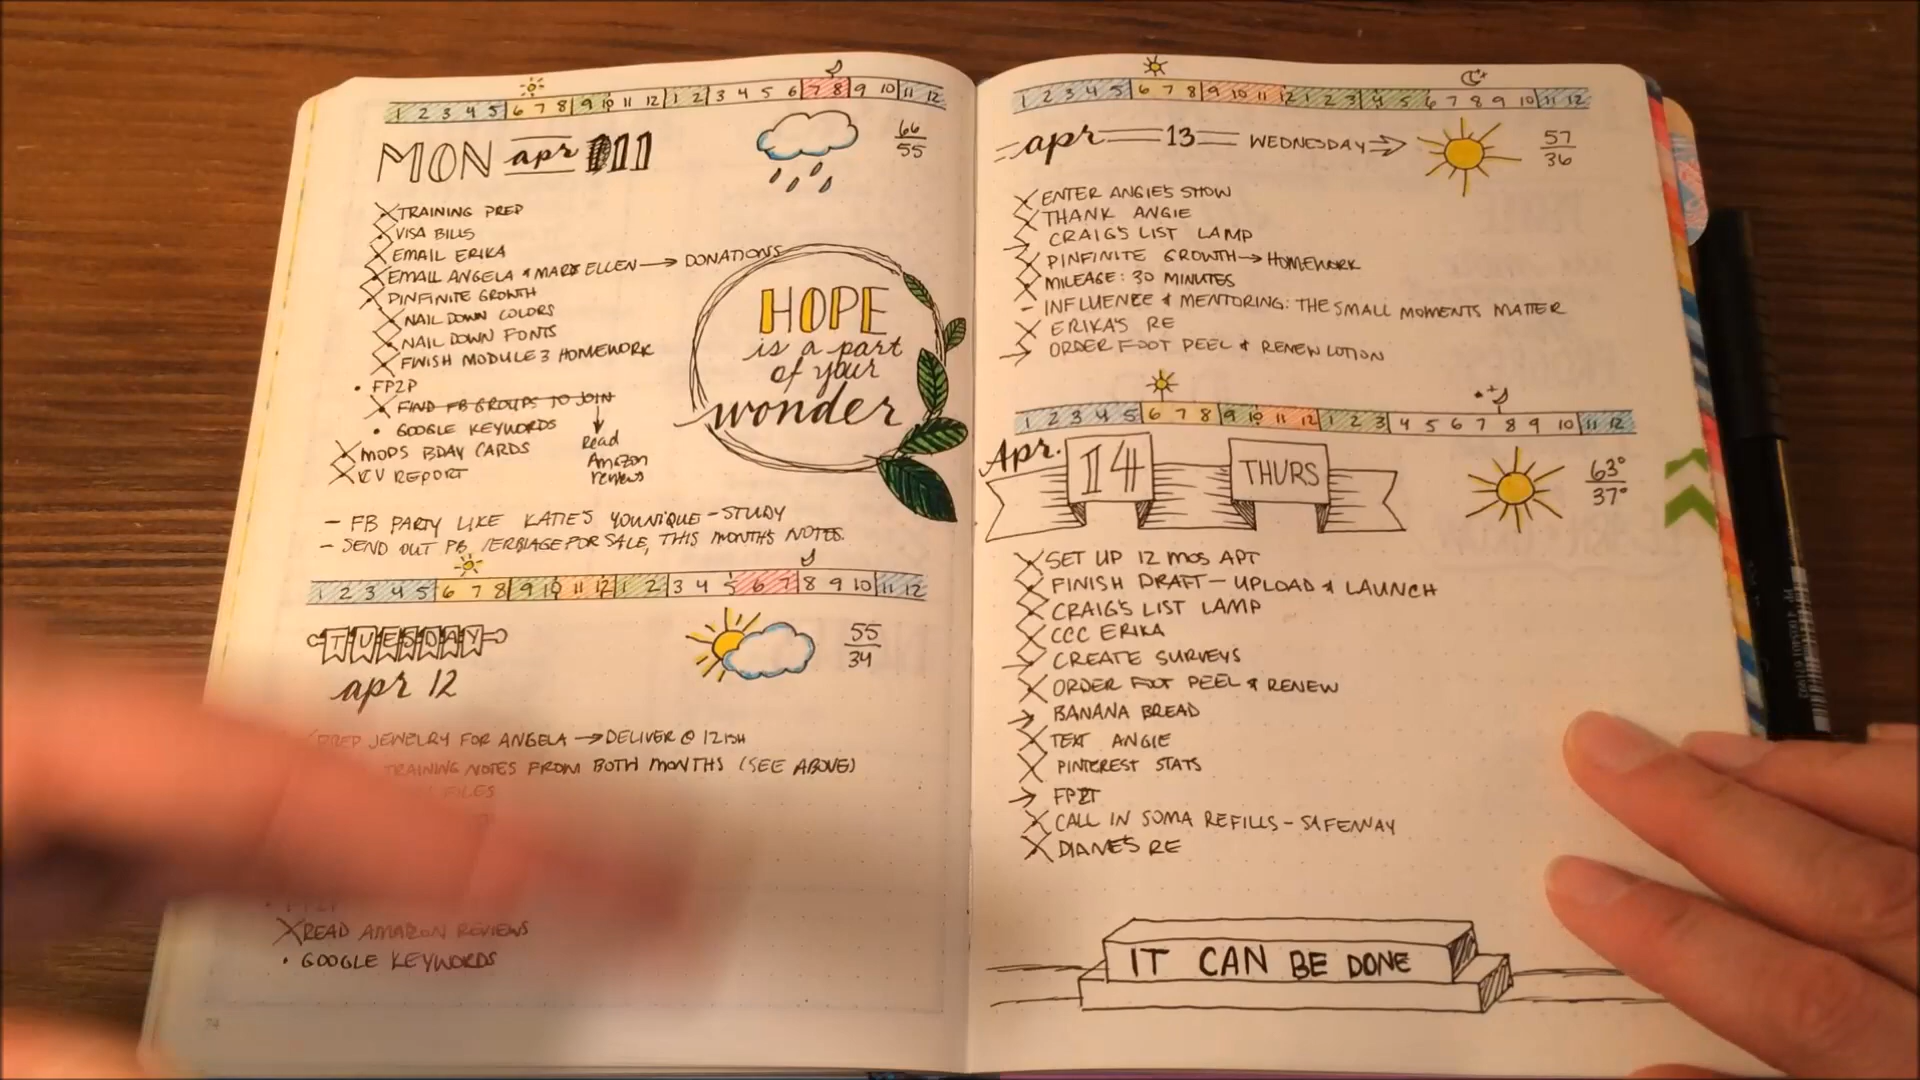 1 2 3 4 5 6 7 8 9 10 11 12 1 2 3 4 5 6 7 8 9 10 11 12
MON apr 11
66
55
TRAINING PREP
VISA BILLS
EMAIL ERIKA
EMAIL ANGELA & MARY ELLEN → DONATIONS
PINFINITE GROWTH
NAIL DOWN COLORS
NAIL DOWN FONTS
FINISH MODULE 3 HOMEWORK
• FP2P
FIND FB GROUPS TO JOIN
• GOOGLE KEYWORDS
Read
Amazon
reviews
MOPS BDAY CARDS
REPORT
HOPE
is a part
of your
wonder
– FB PARTY LIKE KATIE'S YOUNIQUE – STUDY
– SEND OUT VERBIAGE FOR SALE, THIS MONTH'S NOTES.
1 2 3 4 5 6 7 8 9 10 11 12 1 2 3 4 5 6 7 8 9 10 11 12
TUESDAY
apr 12
55
34
PREP JEWELRY FOR ANGELA → DELIVER @
TRAINING NOTES FROM BOTH MONTHS (SEE ABOVE)
FILES
• FP2P
READ AMAZON REVIEWS
• GOOGLE KEYWORDS
74
1 2 3 4 5 6 7 8 9 10 11 12 1 2 3 4 5 6 7 8 9 10 11 12
apr 13 WEDNESDAY
57
36
ENTER ANGIE'S SHOW
THANK ANGIE
CRAIG'S LIST LAMP
PINFINITE GROWTH → HOMEWORK
MILEAGE: 30 MINUTES
– INFLUENCE & MENTORING: THE SMALL MOMENTS MATTER
ERIKA'S RE
ORDER FOOT PEEL & RENEW LOTION
1 2 3 4 5 6 7 8 9 10 11 12 1 2 3 4 5 6 7 8 9 10 11 12
Apr. 14 THURS
63°
37°
SET UP 12 MOS APT
FINISH DRAFT – UPLOAD & LAUNCH
CRAIG'S LIST LAMP
CCC ERIKA
CREATE SURVEYS
ORDER FOOT PEEL & RENEW
BANANA BREAD
TEXT ANGIE
PINTEREST STATS
CALL IN SOMA REFILLS – SAFEWAY
DIANE'S RE
IT CAN BE DONE